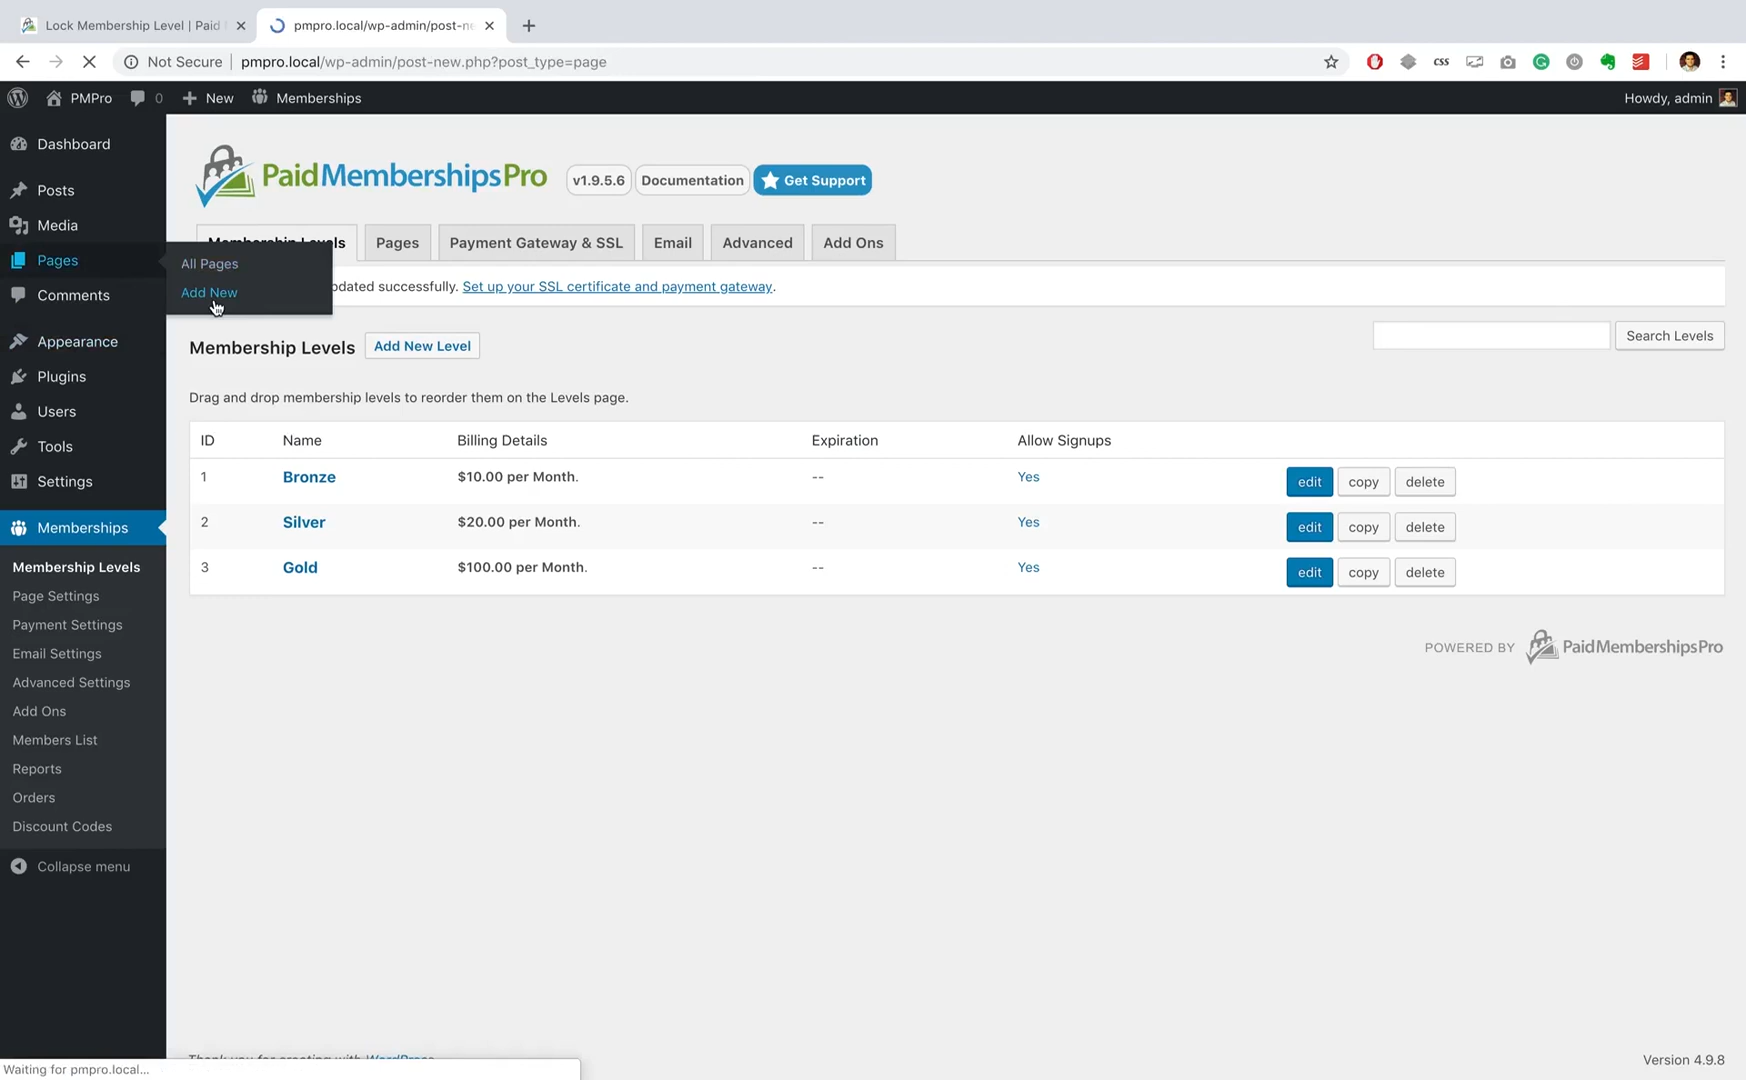 Lock Membership Level | Paid
pmpro.local/wp-admin/post-ne
Not Secure pmpro.local/wp-admin/post-new.php?post_type=page
CSS
PMPro 0 New Memberships Howdy, admin
Dashboard
Posts
Media
Pages
All Pages
Add New
Comments
Appearance
Plugins
Users
Tools
Settings
Memberships
Membership Levels
Page Settings
Payment Settings
Email Settings
Advanced Settings
Add Ons
Members List
Reports
Orders
Discount Codes
Collapse menu
PaidMembershipsPro v1.9.5.6 Documentation Get Support
Membership Levels Pages Payment Gateway & SSL Email Advanced Add Ons
pdated successfully. Set up your SSL certificate and payment gateway.
Membership Levels Add New Level
Search Levels
Drag and drop membership levels to reorder them on the Levels page.
ID Name Billing Details Expiration Allow Signups
1 Bronze $10.00 per Month. -- Yes edit copy delete
2 Silver $20.00 per Month. -- Yes edit copy delete
3 Gold $100.00 per Month. -- Yes edit copy delete
POWERED BY PaidMembershipsPro
Thank you for creating with WordPress
Version 4.9.8
Waiting for pmpro.local...